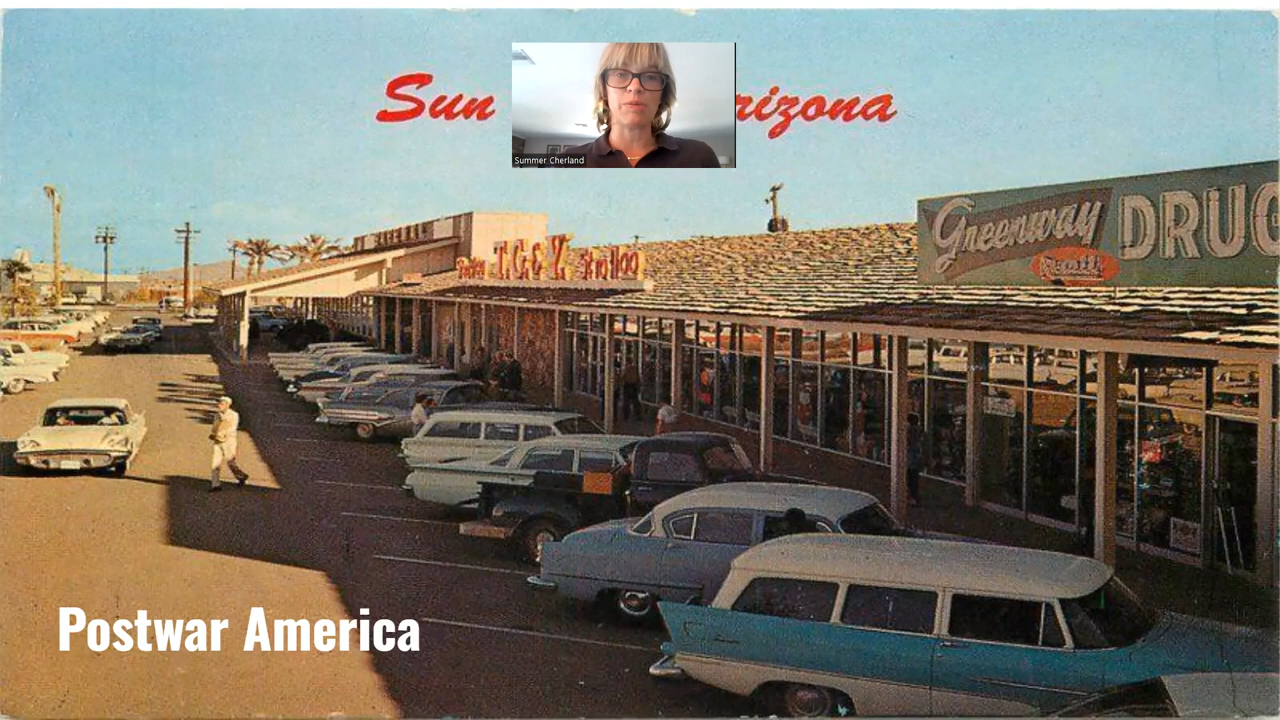 Sun rizona
Summer Cherland
Greenway DRUG
Rexall
T.G.&Y.
Postwar America